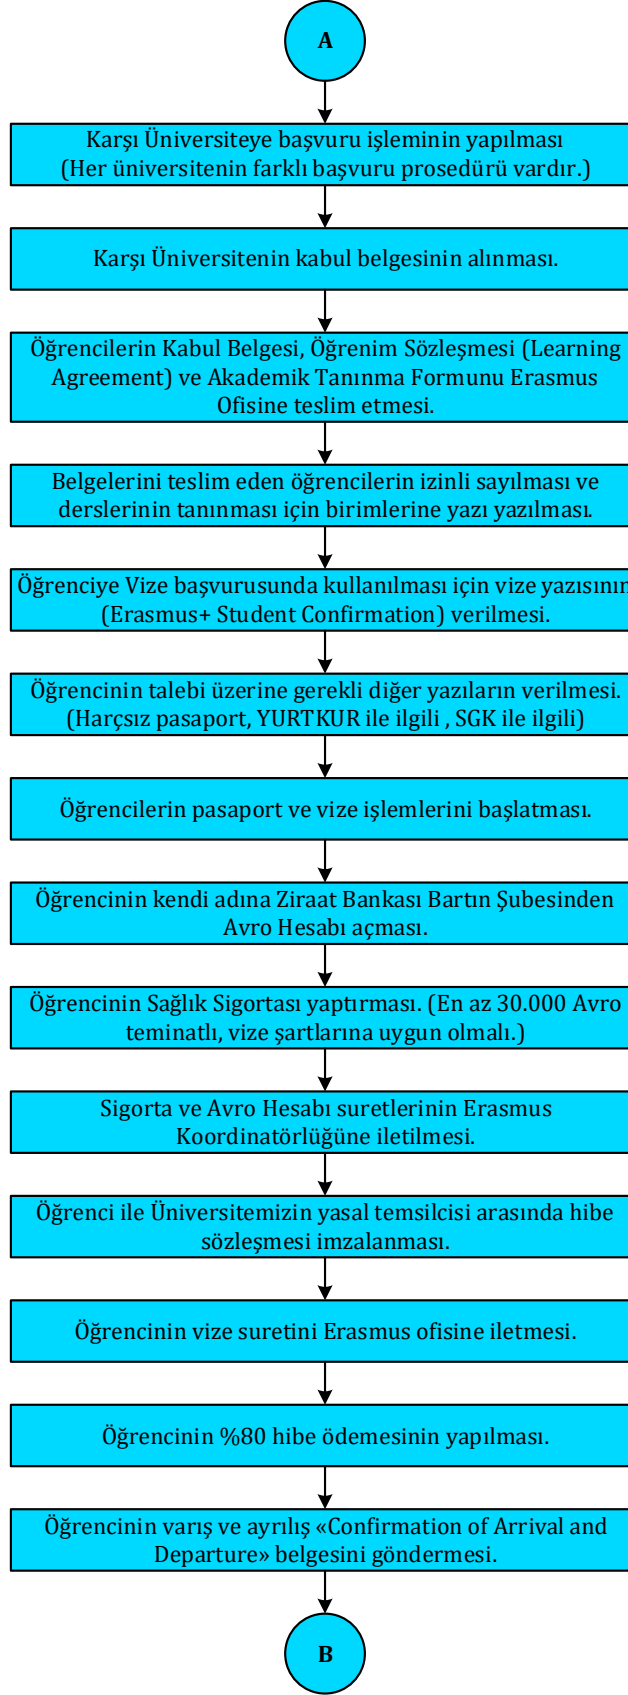 A
Karşı Üniversiteye başvuru işleminin yapılması
(Her üniversitenin farklı başvuru prosedürü vardır.)
Karşı Üniversitenin kabul belgesinin alınması.
Öğrencilerin Kabul Belgesi, Öğrenim Sözleşmesi (Learning
Agreement) ve Akademik Tanınma Formunu Erasmus
Ofisine teslim etmesi.
Belgelerini teslim eden öğrencilerin izinli sayılması ve
derslerinin tanınması için birimlerine yazı yazılması.
Öğrenciye Vize başvurusunda kullanılması için vize yazısının
(Erasmus+ Student Confirmation) verilmesi.
Öğrencinin talebi üzerine gerekli diğer yazıların verilmesi.
(Harçsız pasaport, YURTKUR ile ilgili , SGK ile ilgili)
Öğrencilerin pasaport ve vize işlemlerini başlatması.
Öğrencinin kendi adına Ziraat Bankası Bartın Şubesinden
Avro Hesabı açması.
Öğrencinin Sağlık Sigortası yaptırması. (En az 30.000 Avro
teminatlı, vize şartlarına uygun olmalı.)
Sigorta ve Avro Hesabı suretlerinin Erasmus
Koordinatörlüğüne iletilmesi.
Öğrenci ile Üniversitemizin yasal temsilcisi arasında hibe
sözleşmesi imzalanması.
Öğrencinin vize suretini Erasmus ofisine iletmesi.
Öğrencinin %80 hibe ödemesinin yapılması.
Öğrencinin varış ve ayrılış «Confirmation of Arrival and
Departure» belgesini göndermesi.
B